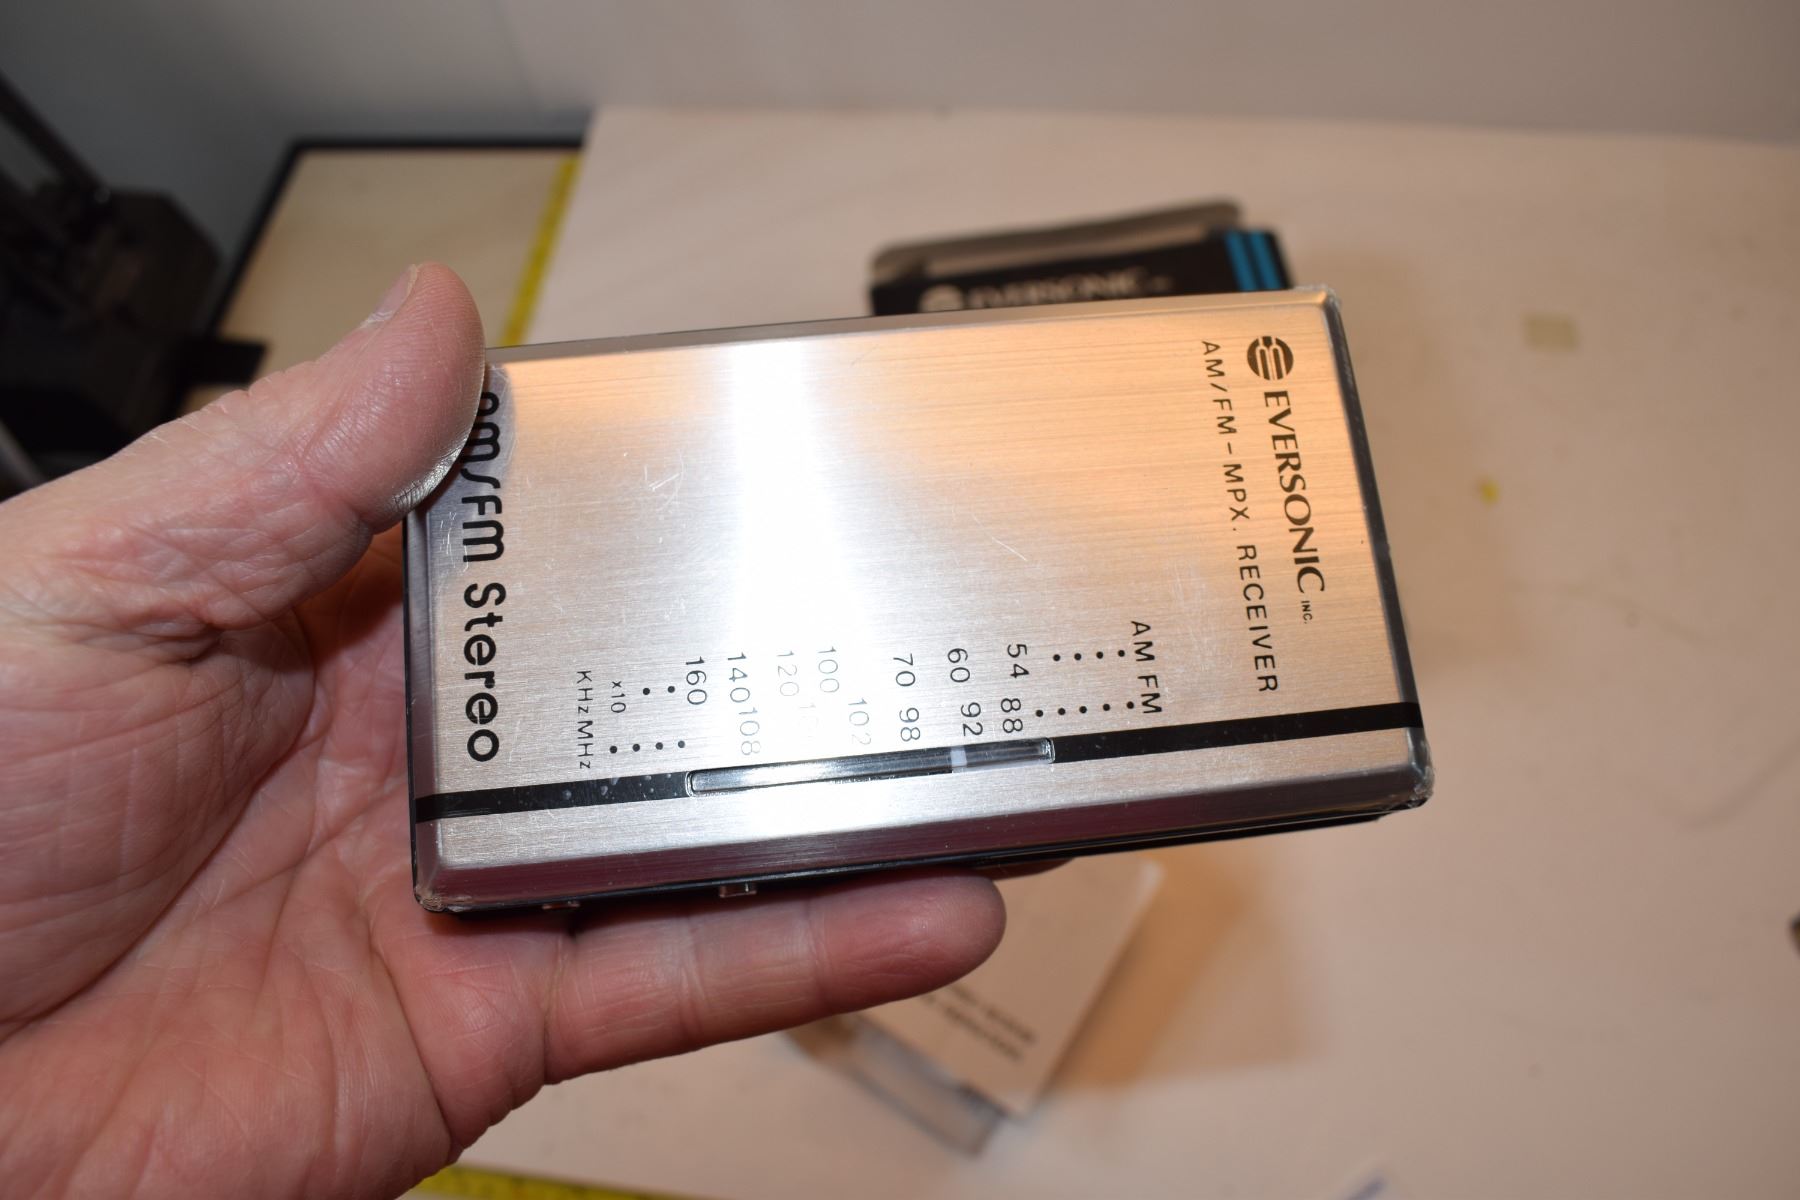 EVERSONIC INC.
AM/FM-MPX. RECEIVER
AM FM
54 88
60 92
70 98
100 102
120
140 108
160
x10
KHz MHz
am/FM Stereo
EVERSONIC